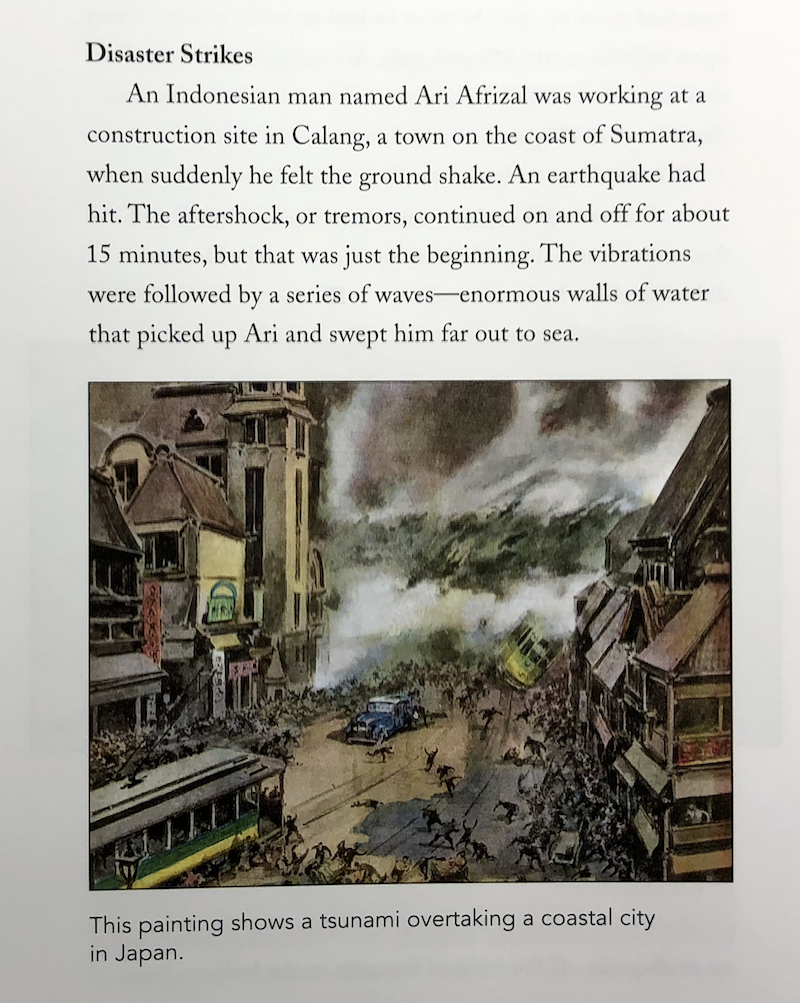 Disaster Strikes
An Indonesian man named Ari Afrizal was working at a
construction site in Calang, a town on the coast of Sumatra,
when suddenly he felt the ground shake. An earthquake had
hit. The aftershock, or tremors, continued on and off for about
15 minutes, but that was just the beginning. The vibrations
were followed by a series of waves—enormous walls of water
that picked up Ari and swept him far out to sea.
This painting shows a tsunami overtaking a coastal city
in Japan.